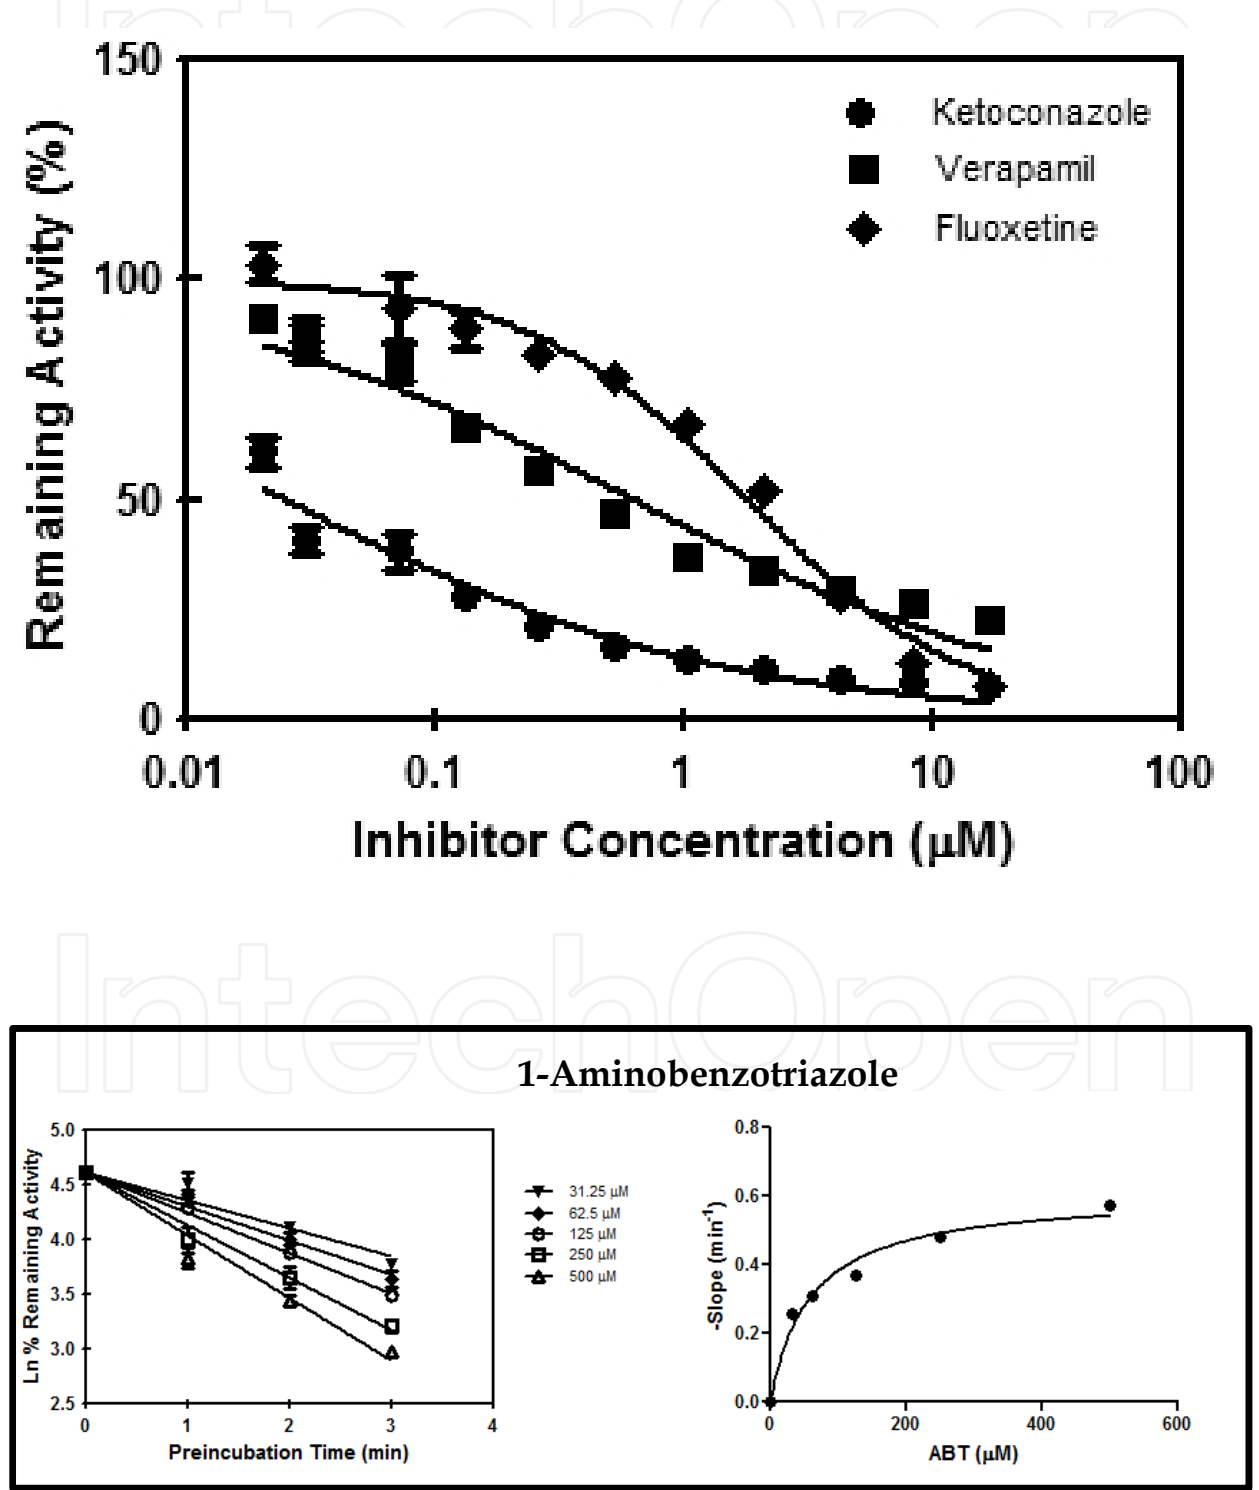 150
Ketoconazole
Verapamil
Fluoxetine
100
50
0
Remaining Activity (%)
0.01 0.1 1 10 100
Inhibitor Concentration (μM)
IntechOpen
1-Aminobenzotriazole
5.0
4.5
4.0
3.5
3.0
2.5
Ln % Remaining Activity
0 1 2 3 4
Preincubation Time (min)
31.25 μM
62.5 μM
125 μM
250 μM
500 μM
0.8
0.6
0.4
0.2
0.0
-Slope (min⁻¹)
0 200 400 600
ABT (μM)